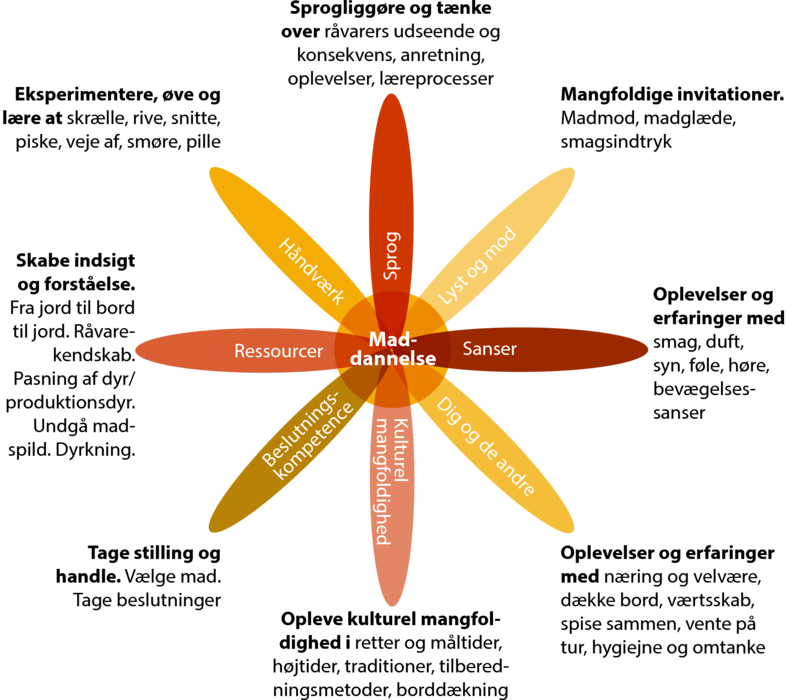 Sprogliggøre og tænke
over råvarers udseende og
konsekvens, anretning,
oplevelser, læreprocesser
Eksperimentere, øve og
lære at skrælle, rive, snitte,
piske, veje af, smøre, pille
Mangfoldige invitationer.
Madmod, madglæde,
smagsindtryk
Håndværk
Sprog
Lyst og mod
Skabe indsigt
og forståelse.
Fra jord til bord
til jord. Råvare-
kendskab.
Pasning af dyr/
produktionsdyr.
Undgå mad-
spild. Dyrkning.
Ressourcer
Mad-
dannelse
Sanser
Oplevelser og
erfaringer med
smag, duft,
syn, føle, høre,
bevægelses-
sanser
Beslutnings-
kompetence
Kulturel
mangfoldighed
Dig og de andre
Tage stilling og
handle. Vælge mad.
Tage beslutninger
Opleve kulturel mangfol-
dighed i retter og måltider,
højtider, traditioner, tilbered-
ningsmetoder, borddækning
Oplevelser og erfaringer
med næring og velvære,
dække bord, værtsskab,
spise sammen, vente på
tur, hygiejne og omtanke